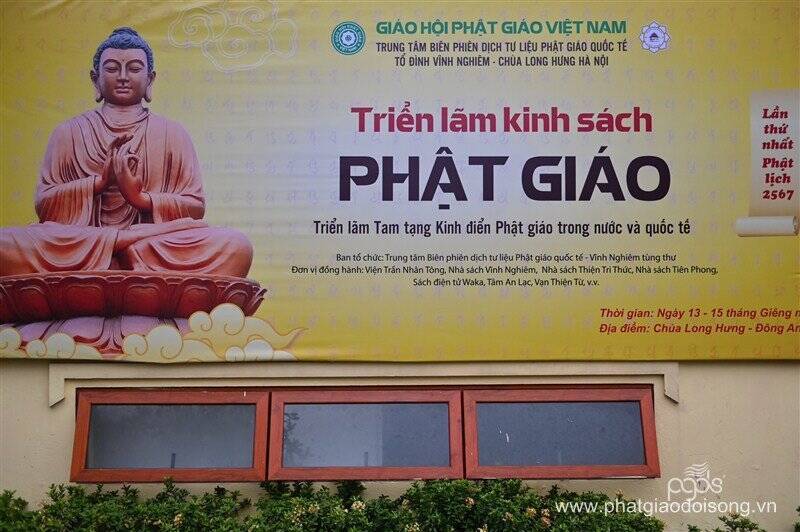 GIÁO HỘI PHẬT GIÁO VIỆT NAM
TRUNG TÂM BIÊN PHIÊN DỊCH TƯ LIỆU PHẬT GIÁO QUỐC TẾ
TỔ ĐÌNH VĨNH NGHIÊM - CHÙA LONG HƯNG HÀ NỘI
Triển lãm kinh sách
PHẬT GIÁO
Triển lãm Tam tạng Kinh điển Phật giáo trong nước và quốc tế
Lần
thứ
nhất
Phật
lịch
2567
Ban tổ chức: Trung tâm Biên phiên dịch tư liệu Phật giáo quốc tế - Vĩnh Nghiêm tùng thư
Đơn vị đồng hành: Viện Trần Nhân Tông, Nhà sách Vĩnh Nghiêm, Nhà sách Thiện Tri Thức, Nhà sách Tiên Phong,
Sách điện tử Waka, Tâm An Lạc, Vạn Thiện Từ, v.v.
Thời gian: Ngày 13 - 15 tháng Giêng
Địa điểm: Chùa Long Hưng - Đông
pgđs
www.phatgiaodoisong.vn